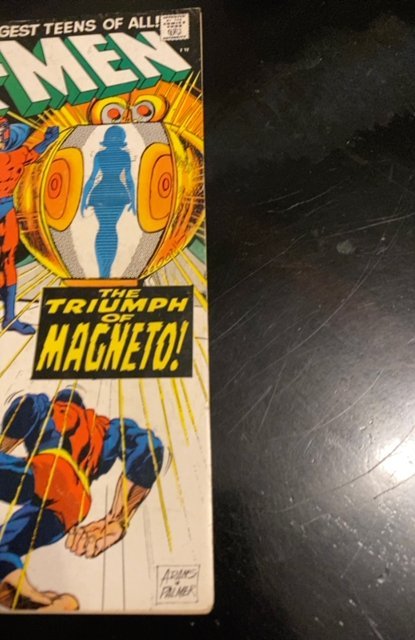 GEST TEENS OF ALL!
MEN
THE
TRIUMPH
OF
MAGNETO!
ADAMS
PALMER